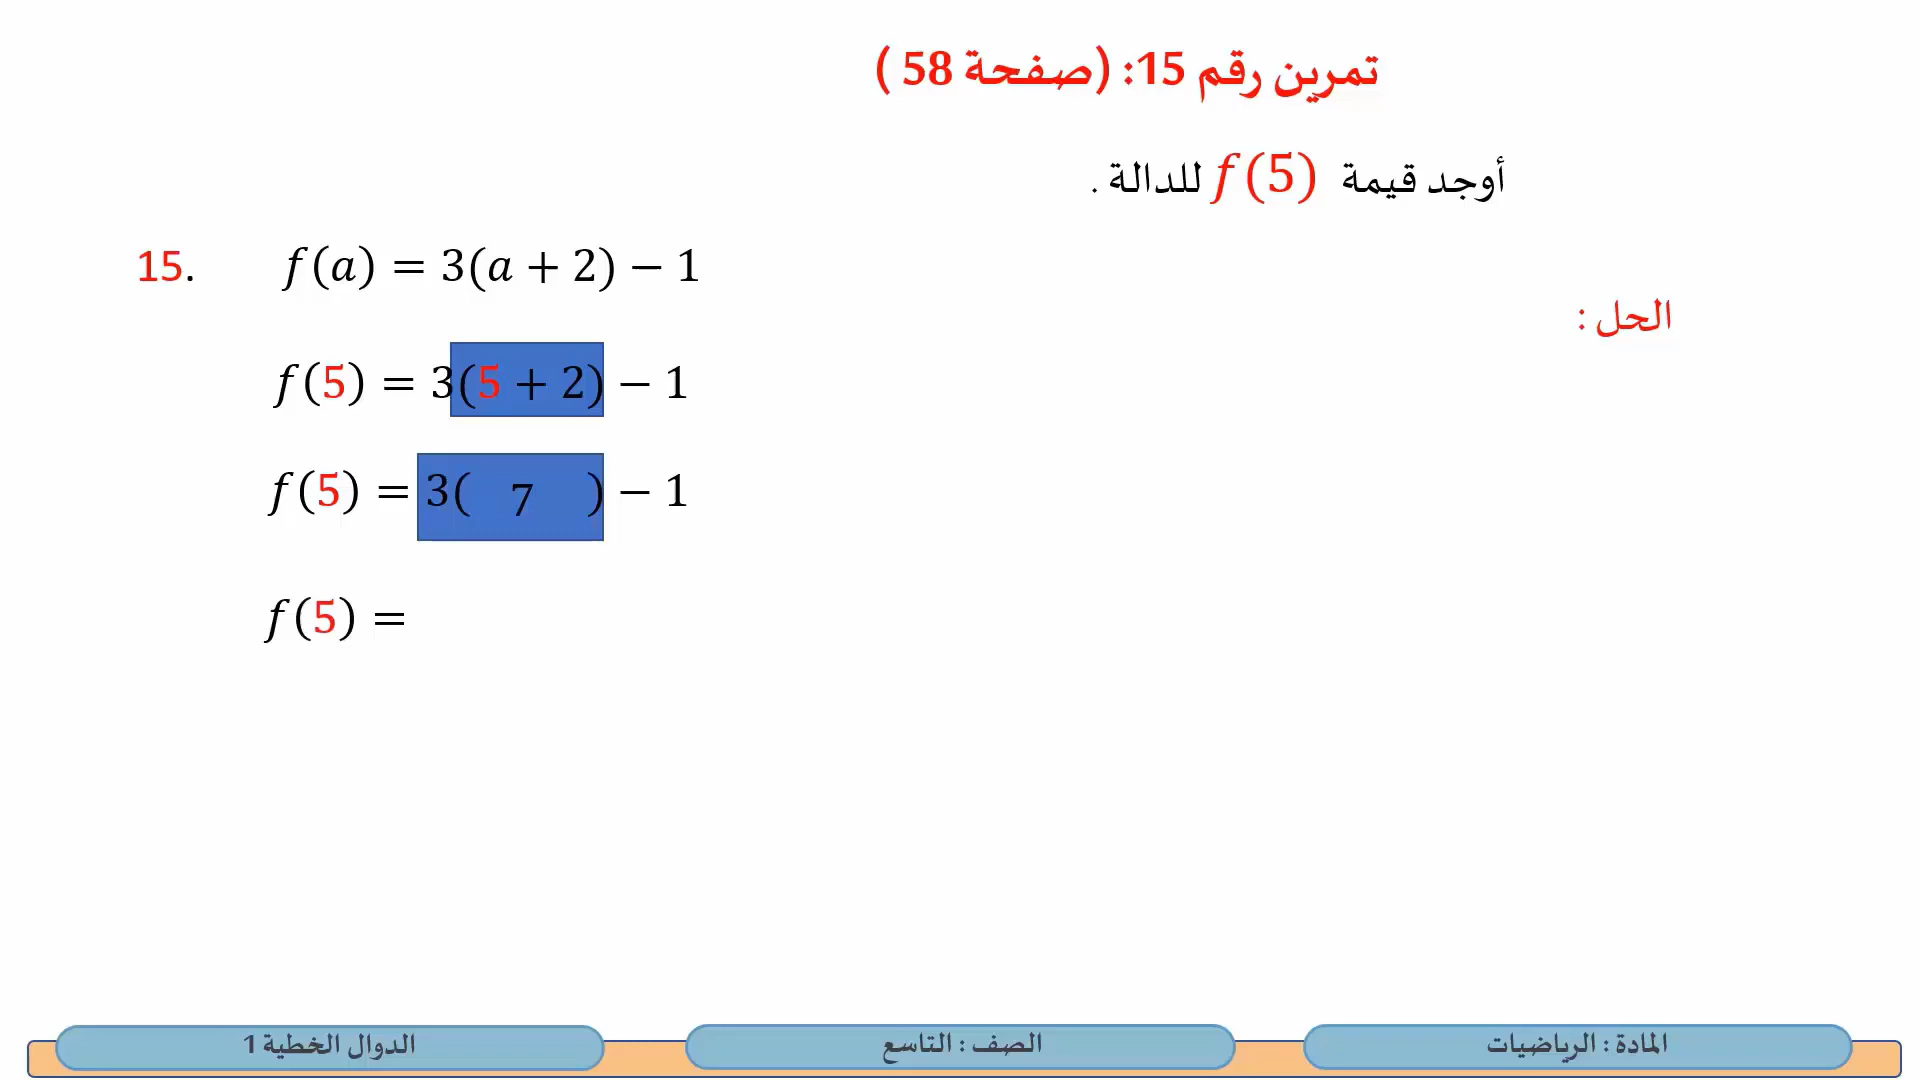 تمرين رقم 15: (صفحة 58 )
أوجد قيمة f(5) للدالة .
15. f(a) = 3(a + 2) − 1
الحل :
f(5) = 3(5 + 2) − 1
f(5) = 3( 7 ) − 1
f(5) =
المادة : الرياضيات
الصف : التاسع
الدوال الخطية 1